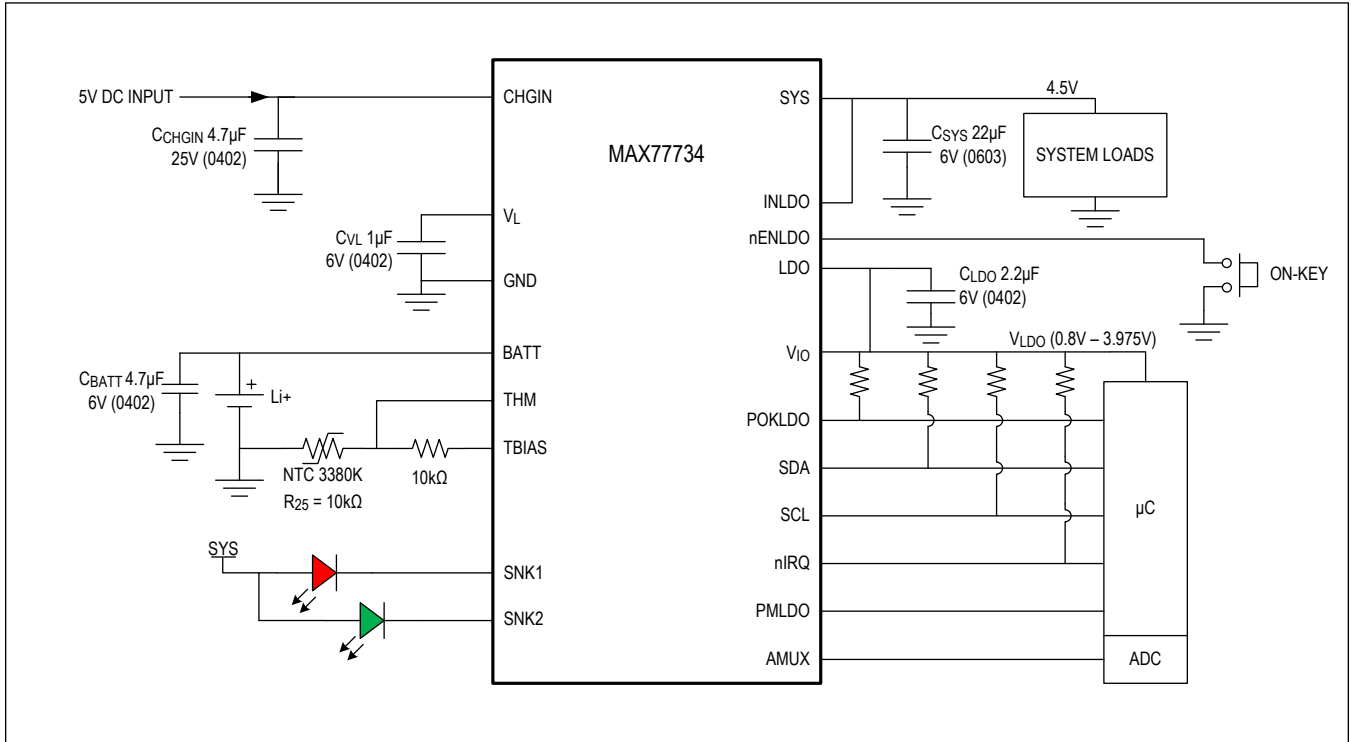 5V DC INPUT
CCHGIN 4.7µF
25V (0402)
CHGIN
CVL 1µF
6V (0402)
VL
GND
CBATT 4.7µF
6V (0402)
+
Li+
BATT
THM
TBIAS
NTC 3380K
R25 = 10kΩ
10kΩ
SYS
SNK1
SNK2
MAX77734
SYS
INLDO
nENLDO
LDO
VIO
POKLDO
SDA
SCL
nIRQ
PMLDO
AMUX
4.5V
CSYS 22µF
6V (0603)
SYSTEM LOADS
ON-KEY
CLDO 2.2µF
6V (0402)
VLDO (0.8V – 3.975V)
µC
ADC